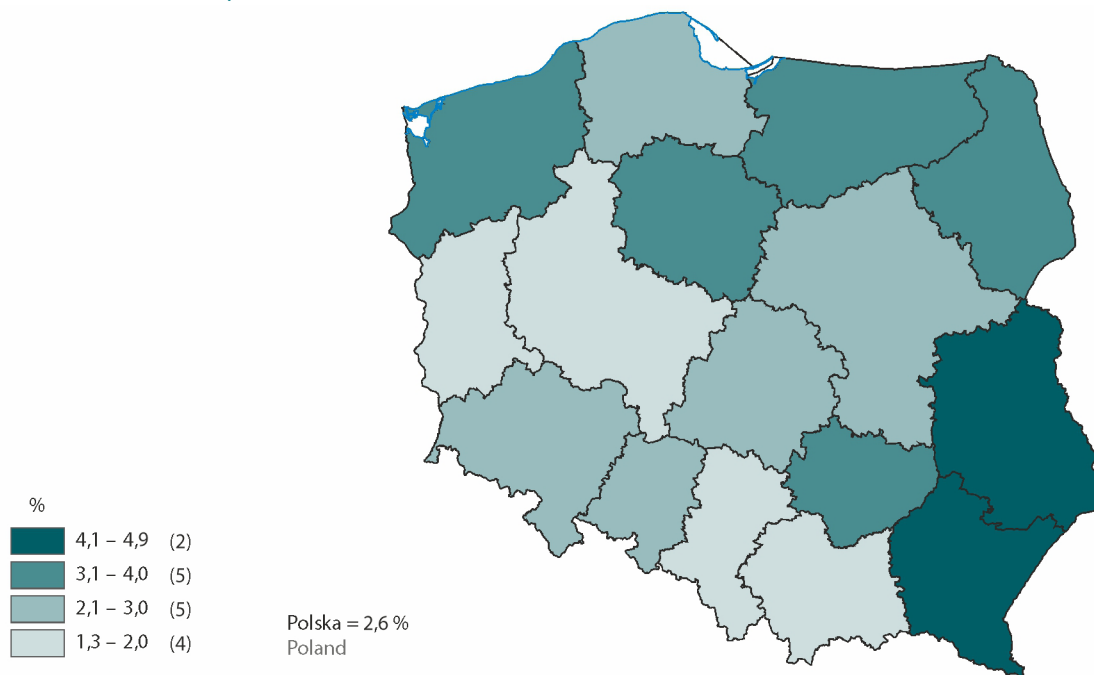 %
4,1 – 4,9 (2)
3,1 – 4,0 (5)
2,1 – 3,0 (5)
1,3 – 2,0 (4)
Polska = 2,6 %
Poland